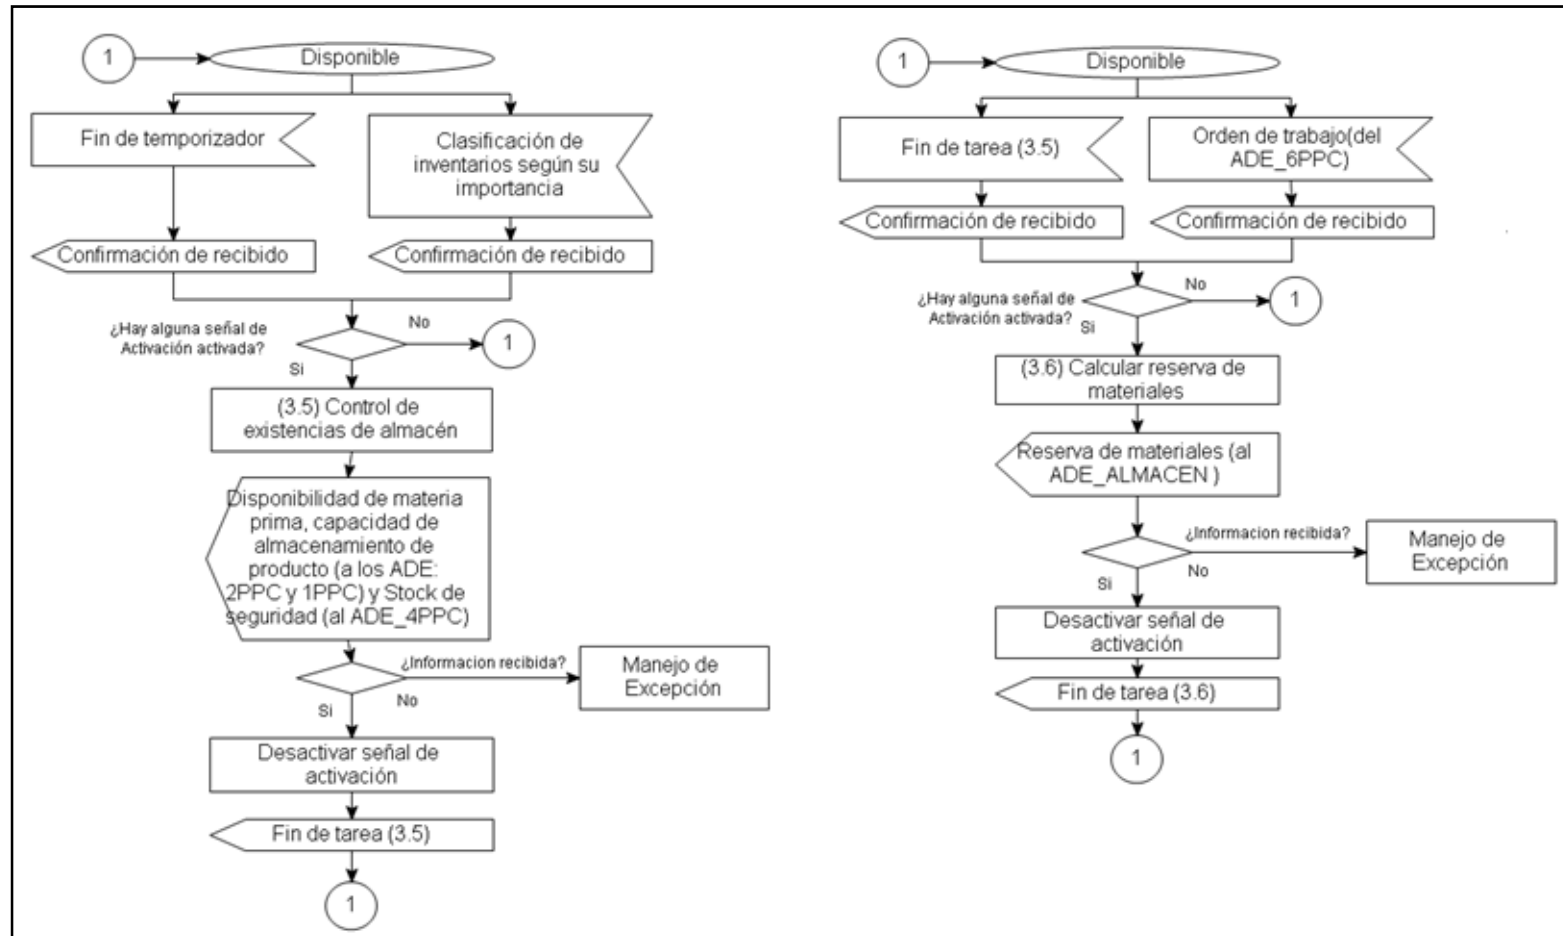 1
Disponible
Fin de temporizador
Clasificación de
inventarios según su
importancia
Confirmación de recibido
Confirmación de recibido
¿Hay alguna señal de
Activación activada?
No
1
Si
(3.5) Control de
existencias de almacén
Disponibilidad de materia
prima, capacidad de
almacenamiento de
producto (a los ADE:
2PPC y 1PPC) y Stock de
seguridad (al ADE_4PPC)
¿Informacion recibida?
Manejo de
Excepción
No
Si
Desactivar señal de
activación
Fin de tarea (3.5)
1
1
Disponible
Fin de tarea (3.5)
Orden de trabajo(del
ADE_6PPC)
Confirmación de recibido
Confirmación de recibido
¿Hay alguna señal de
Activación activada?
No
1
Si
(3.6) Calcular reserva de
materiales
Reserva de materiales (al
ADE_ALMACEN )
¿Informacion recibida?
Manejo de
Excepción
No
Si
Desactivar señal de
activación
Fin de tarea (3.6)
1